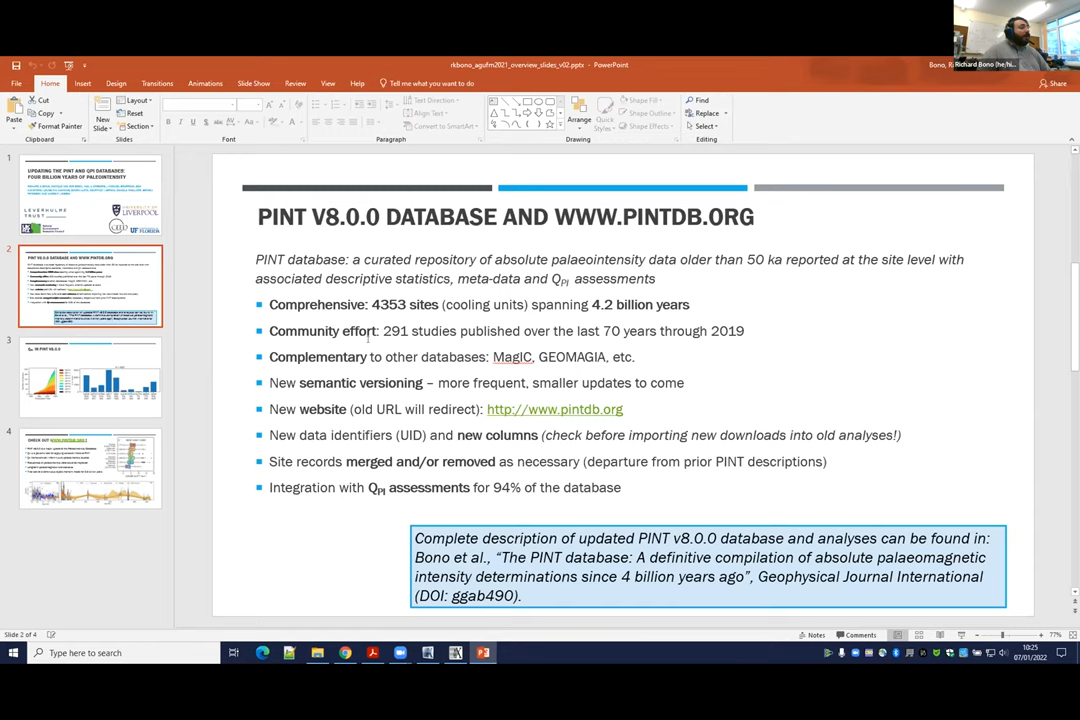 rkbono_agufm2021_overview_slides_v02.pptx — PowerPoint
Bono, R
Richard Bono (he/hi...
File Home Insert Design Transitions Animations Slide Show Review View Help Tell me what you want to do Share
Cut
Copy
Format Painter
Paste
Clipboard
New Slide
Layout
Reset
Section
Slides
Font
Text Direction
Align Text
Convert to SmartArt
Paragraph
Arrange
Quick Styles
Shape Fill
Shape Outline
Shape Effects
Drawing
Find
Replace
Select
Editing
1
UPDATING THE PINT AND QPI DATABASES:
FOUR BILLION YEARS OF PALEOINTENSITY
LEVERHULME
TRUST
UNIVERSITY OF
LIVERPOOL
UF FLORIDA
2
3
4
PINT V8.0.0 DATABASE AND WWW.PINTDB.ORG
PINT database: a curated repository of absolute palaeointensity data older than 50 ka reported at the site level with
associated descriptive statistics, meta-data and QPI assessments
Comprehensive: 4353 sites (cooling units) spanning 4.2 billion years
Community effort: 291 studies published over the last 70 years through 2019
Complementary to other databases: MagIC, GEOMAGIA, etc.
New semantic versioning – more frequent, smaller updates to come
New website (old URL will redirect): http://www.pintdb.org
New data identifiers (UID) and new columns (check before importing new downloads into old analyses!)
Site records merged and/or removed as necessary (departure from prior PINT descriptions)
Integration with QPI assessments for 94% of the database
Complete description of updated PINT v8.0.0 database and analyses can be found in:
Bono et al., “The PINT database: A definitive compilation of absolute palaeomagnetic
intensity determinations since 4 billion years ago”, Geophysical Journal International
(DOI: ggab490).
Slide 2 of 4
Notes
Comments
77%
Type here to search
10:25
07/01/2022